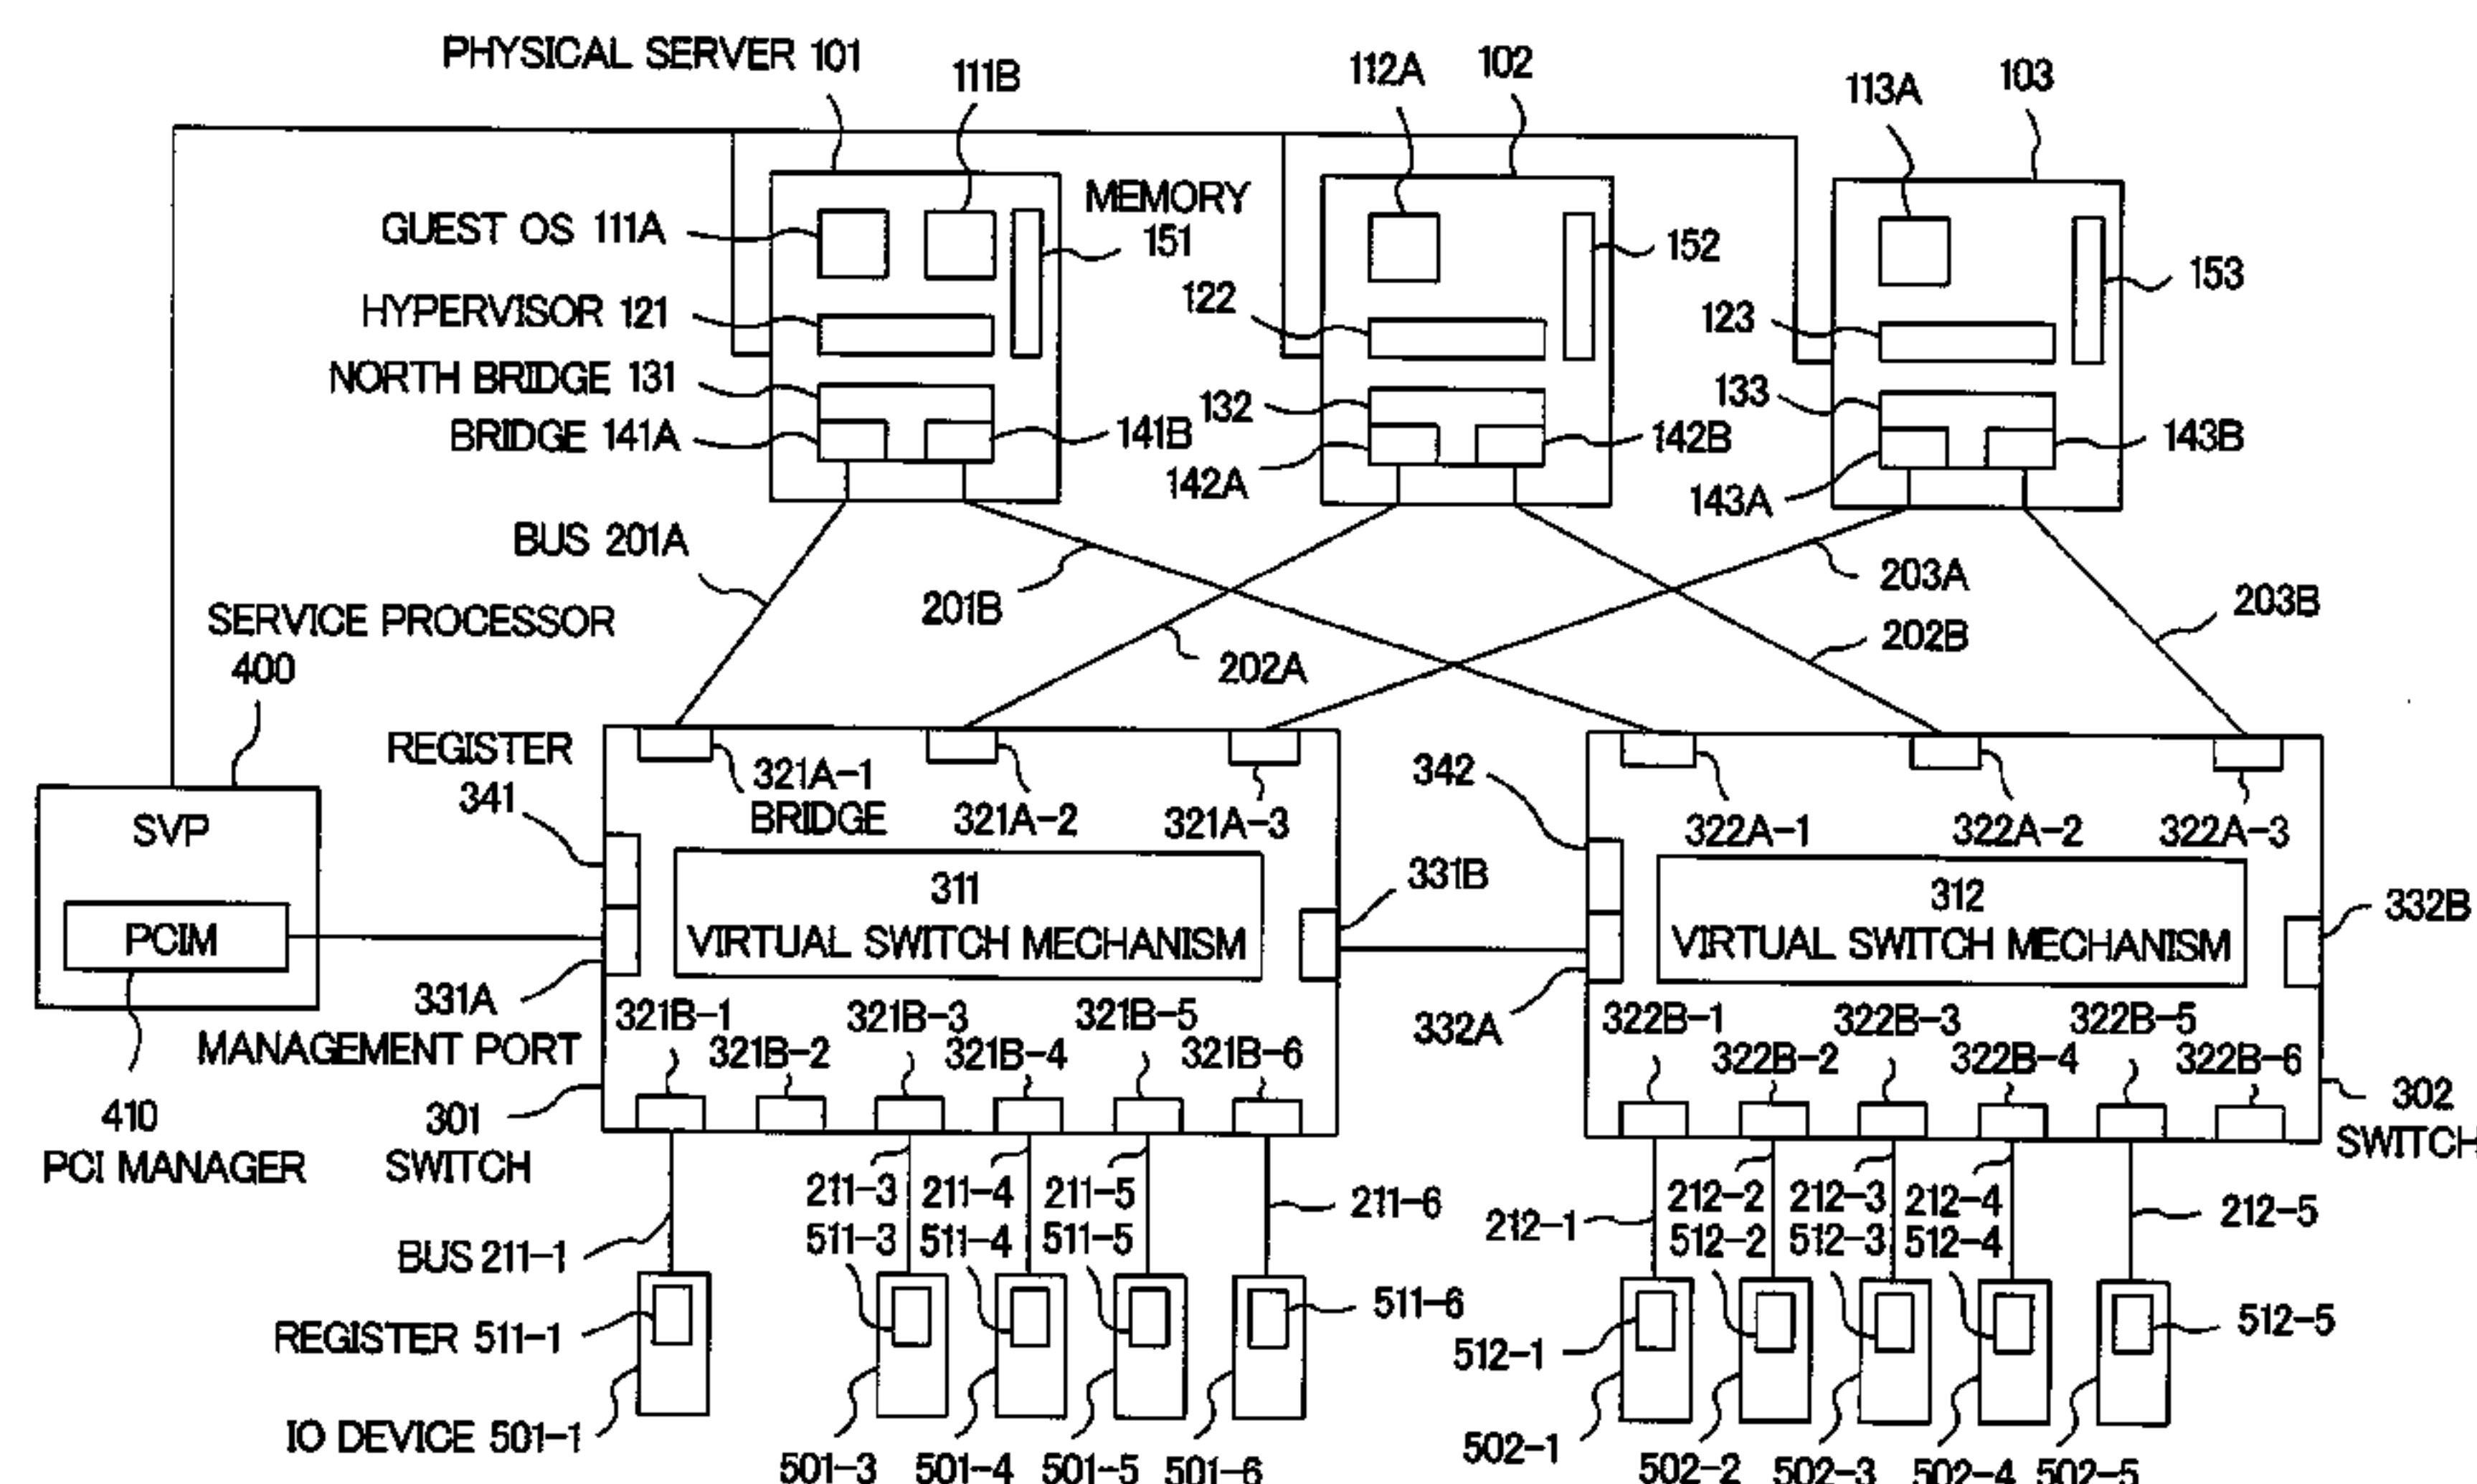 PHYSICAL SERVER 101
111B
112A
102
113A
103
GUEST OS 111A
MEMORY
151
152
153
HYPERVISOR 121
122
123
NORTH BRIDGE 131
132
133
BRIDGE 141A
141B
142A
142B
143A
143B
BUS 201A
201B
202A
203A
202B
203B
SERVICE PROCESSOR
400
REGISTER
341
321A-1
BRIDGE
321A-2
321A-3
342
322A-1
322A-2
322A-3
SVP
PCIM
311
VIRTUAL SWITCH MECHANISM
331B
312
VIRTUAL SWITCH MECHANISM
332B
331A
MANAGEMENT PORT
332A
321B-1
321B-2
321B-3
321B-4
321B-5
321B-6
322B-1
322B-2
322B-3
322B-4
322B-5
322B-6
410
PCI MANAGER
301
SWITCH
302
SWITCH
BUS 211-1
211-3
211-4
211-5
211-6
511-3
511-4
511-5
212-1
212-2
212-3
212-4
212-5
512-2
512-3
512-4
REGISTER 511-1
511-6
512-1
512-5
IO DEVICE 501-1
501-3
501-4
501-5
501-6
502-1
502-2
502-3
502-4
502-5